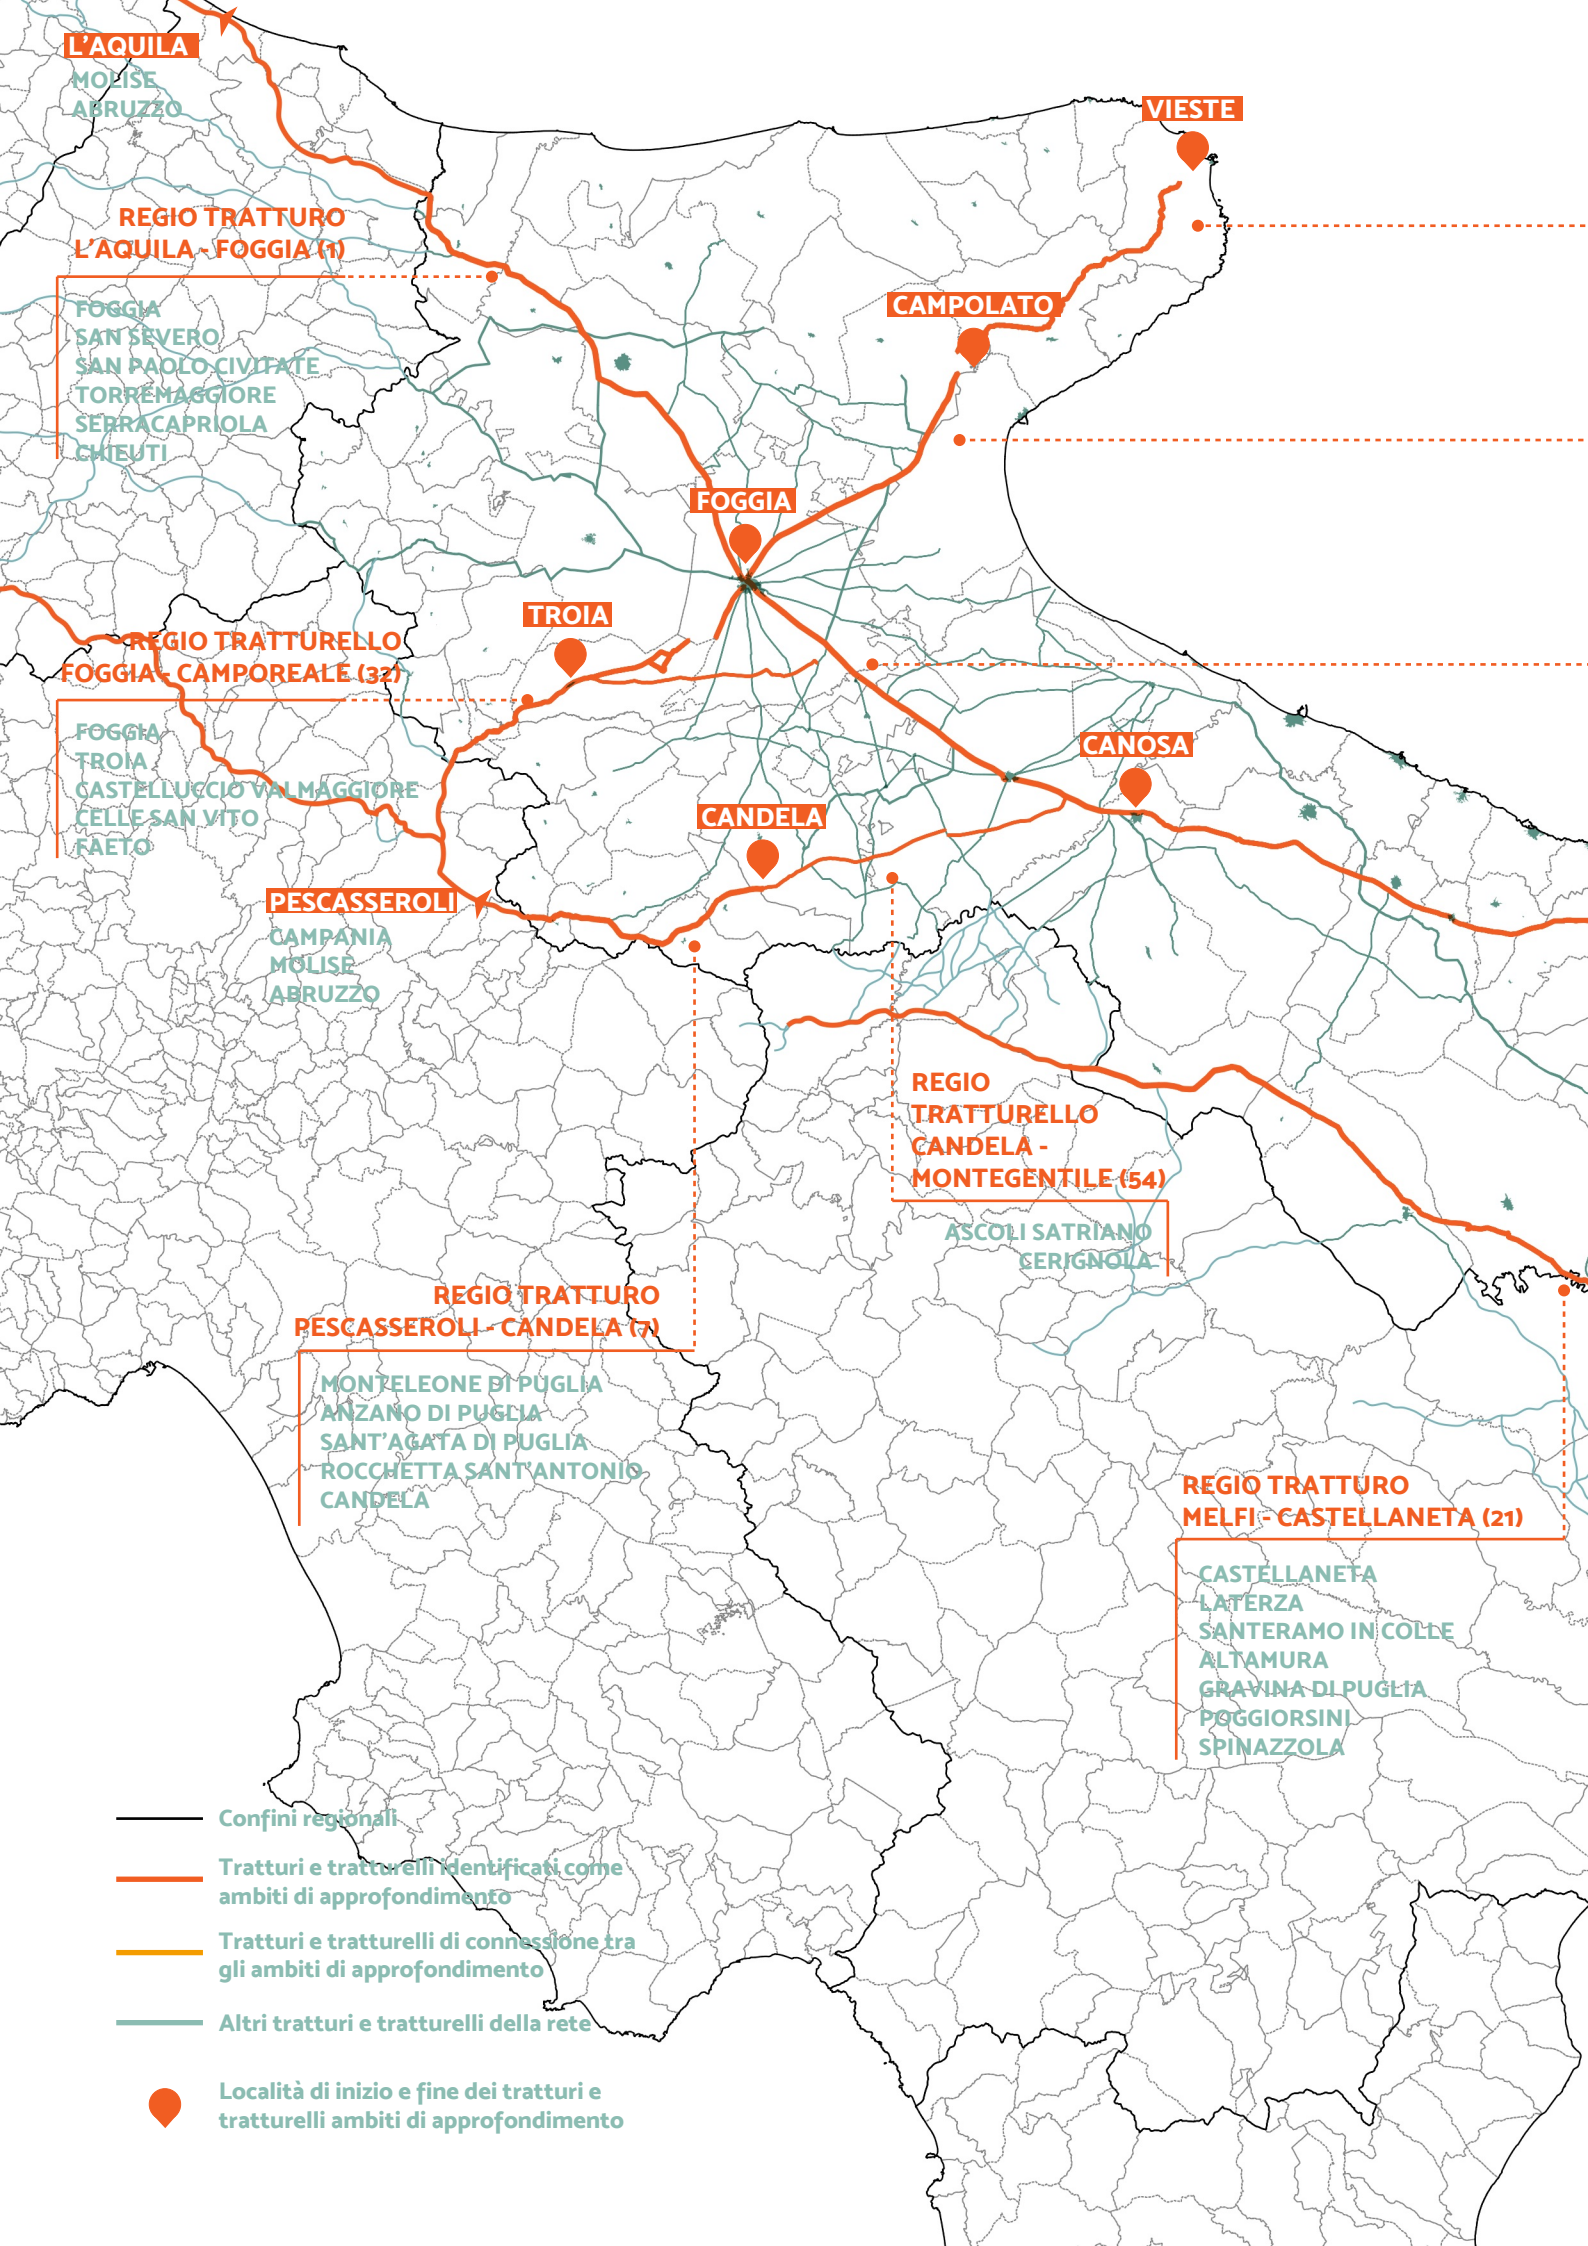 L'AQUILA
MOLISE
ABRUZZO
VIESTE
REGIO TRATTURO
L'AQUILA - FOGGIA (1)
FOGGIA
SAN SEVERO
SAN PAOLO CIVITATE
TORREMAGGIORE
SERRACAPRIOLA
CHIEUTI
CAMPOLATO
FOGGIA
TROIA
REGIO TRATTURELLO
FOGGIA - CAMPOREALE (32)
FOGGIA
TROIA
CASTELLUCCIO VALMAGGIORE
CELLE SAN VITO
FAETO
CANOSA
CANDELA
PESCASSEROLI
CAMPANIA
MOLISE
ABRUZZO
REGIO
TRATTURELLO
CANDELA -
MONTEGENTILE (54)
ASCOLI SATRIANO
CERIGNOLA
REGIO TRATTURO
PESCASSEROLI - CANDELA (7)
MONTELEONE DI PUGLIA
ANZANO DI PUGLIA
SANT'AGATA DI PUGLIA
ROCCHETTA SANT'ANTONIO
CANDELA
REGIO TRATTURO
MELFI - CASTELLANETA (21)
CASTELLANETA
LATERZA
SANTERAMO IN COLLE
ALTAMURA
GRAVINA DI PUGLIA
POGGIORSINI
SPINAZZOLA
Confini regionali
Tratturi e tratturelli identificati come
ambiti di approfondimento
Tratturi e tratturelli di connessione tra
gli ambiti di approfondimento
Altri tratturi e tratturelli della rete
Località di inizio e fine dei tratturi e
tratturelli ambiti di approfondimento